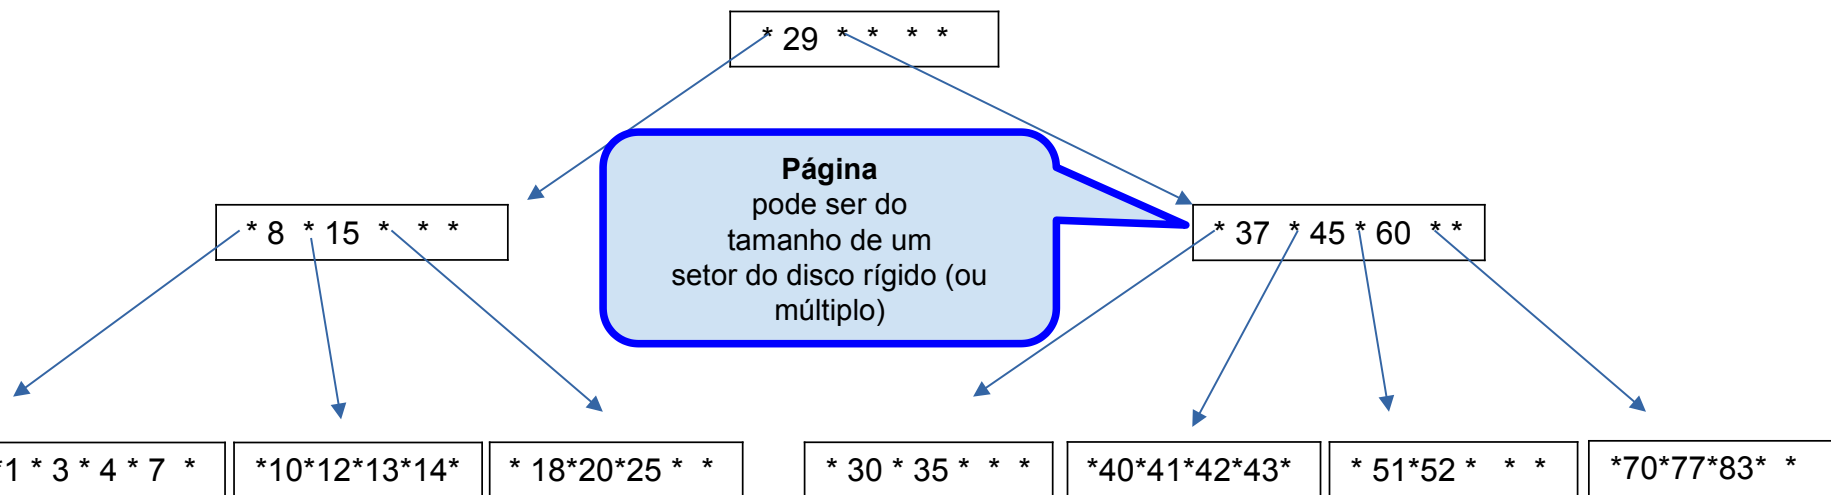 * 29 * * * *
Página
pode ser do
tamanho de um
setor do disco rígido (ou
múltiplo)
* 8 * 15 * * *
* 37 * 45 * 60 * *
*1 * 3 * 4 * 7 *
*10*12*13*14*
* 18*20*25 * *
* 30 * 35 * * *
*40*41*42*43*
* 51*52 * * *
*70*77*83* *